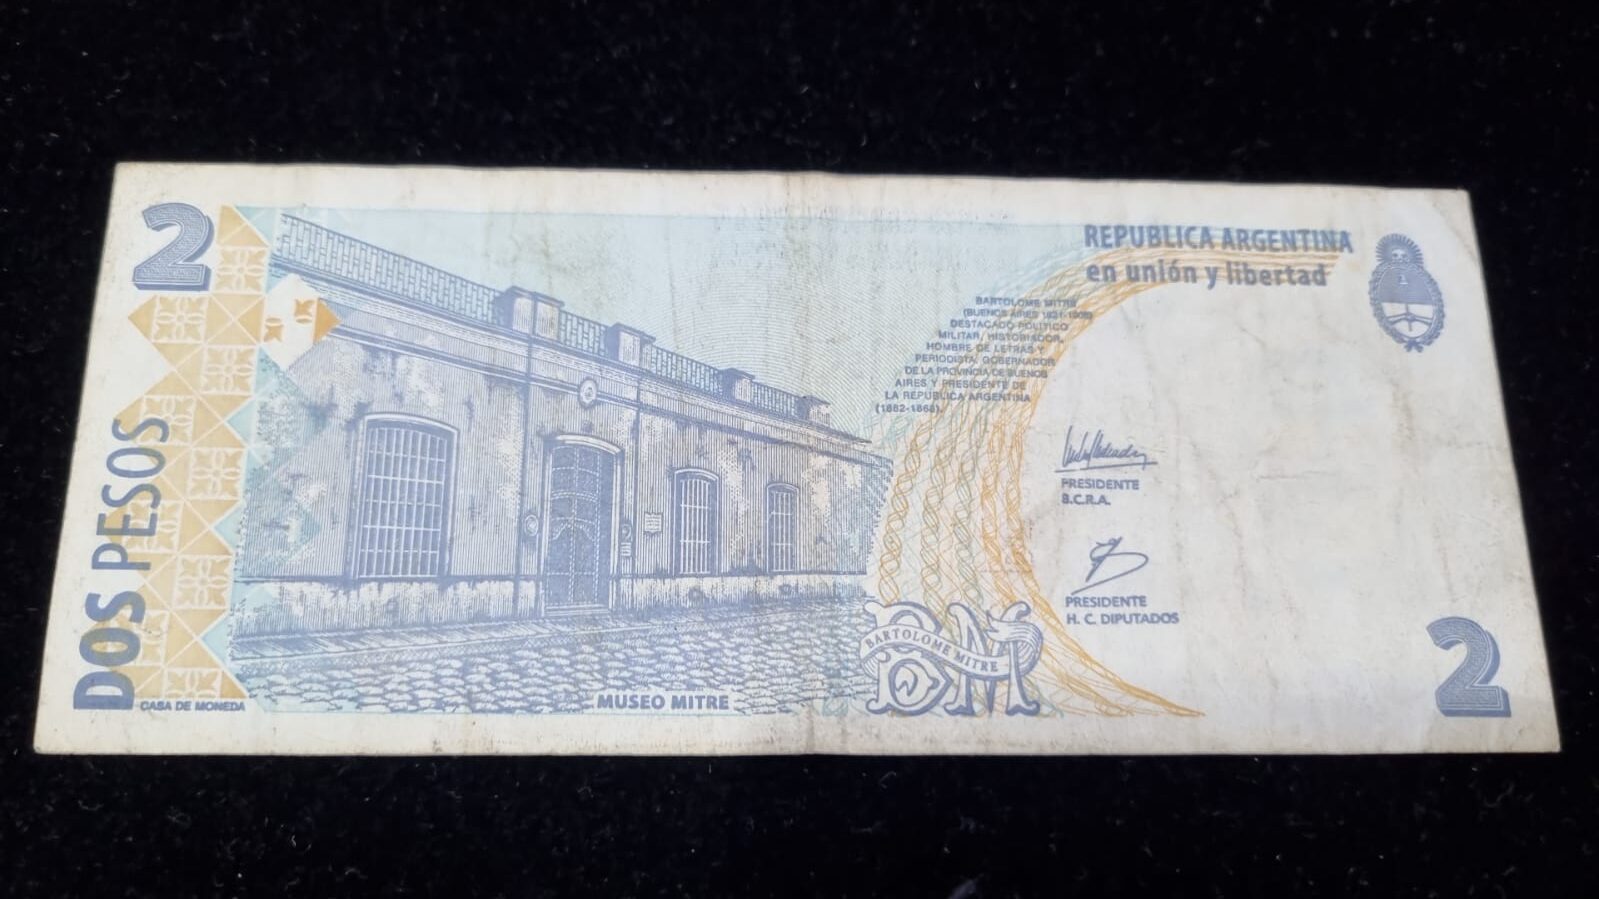 2
REPUBLICA ARGENTINA
en unión y libertad
BARTOLOME MITRE
(BUENOS AIRES 1821-1906)
DESTACADO POLITICO
MILITAR, HISTORIADOR,
HOMBRE DE LETRAS Y
PERIODISTA, GOBERNADOR
DE LA PROVINCIA DE BUENOS
AIRES Y PRESIDENTE DE
LA REPUBLICA ARGENTINA
(1862-1868).
DOS PESOS
PRESIDENTE
B.C.R.A.
PRESIDENTE
H. C. DIPUTADOS
BARTOLOME MITRE
BM
CASA DE MONEDA
MUSEO MITRE
2